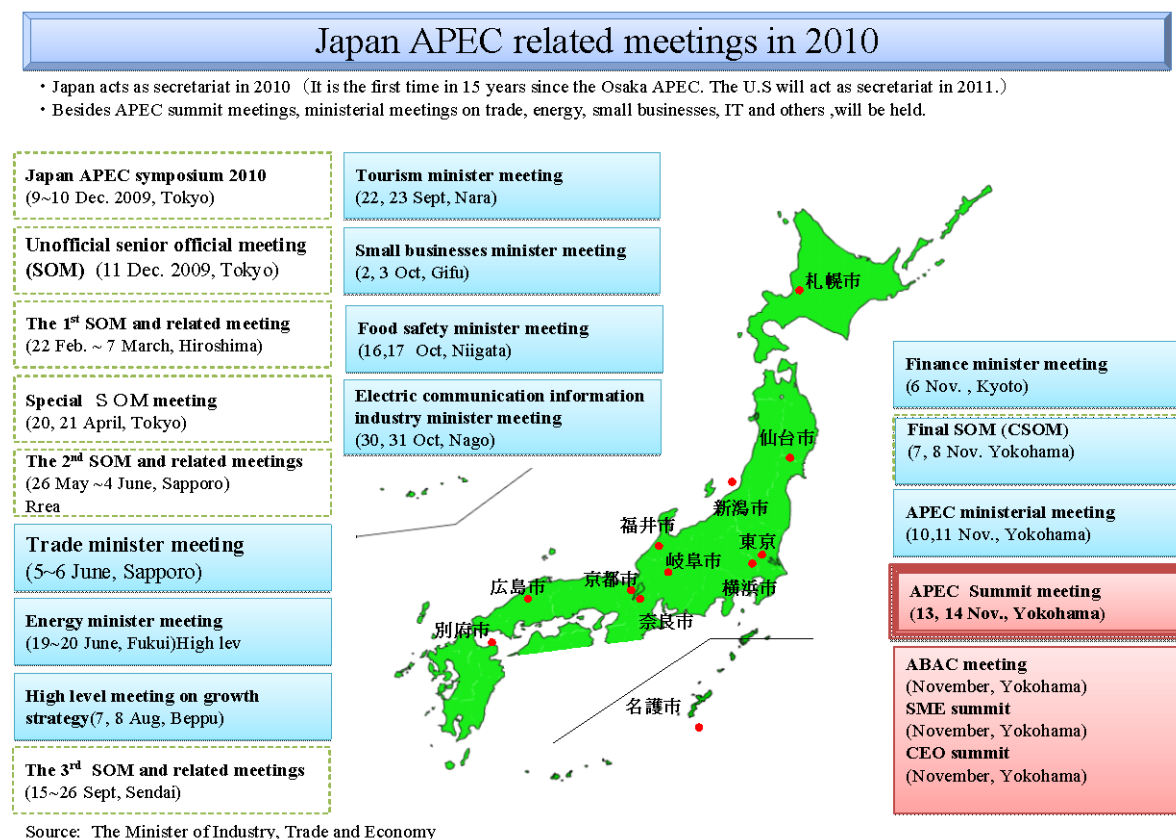 Japan APEC related meetings in 2010
・Japan acts as secretariat in 2010（It is the first time in 15 years since the Osaka APEC. The U.S will act as secretariat in 2011.）
・Besides APEC summit meetings, ministerial meetings on trade, energy, small businesses, IT and others ,will be held.
Japan APEC symposium 2010
(9~10 Dec. 2009, Tokyo)
Unofficial senior official meeting
(SOM) (11 Dec. 2009, Tokyo)
The 1st SOM and related meeting
(22 Feb. ~ 7 March, Hiroshima)
Special ＳＯＭ meeting
(20, 21 April, Tokyo)
The 2nd SOM and related meetings
(26 May ~4 June, Sapporo)
Rrea
Trade minister meeting
(5~6 June, Sapporo)
Energy minister meeting
(19~20 June, Fukui)High lev
High level meeting on growth
strategy(7, 8 Aug, Beppu)
The 3rd SOM and related meetings
(15~26 Sept, Sendai)
Tourism minister meeting
(22, 23 Sept, Nara)
Small businesses minister meeting
(2, 3 Oct, Gifu)
Food safety minister meeting
(16,17 Oct, Niigata)
Electric communication information
industry minister meeting
(30, 31 Oct, Nago)
札幌市
仙台市
新潟市
福井市
東京
岐阜市
京都市
横浜市
広島市
奈良市
別府市
名護市
Finance minister meeting
(6 Nov. , Kyoto)
Final SOM (CSOM)
(7, 8 Nov. Yokohama)
APEC ministerial meeting
(10,11 Nov., Yokohama)
APEC Summit meeting
(13, 14 Nov., Yokohama)
ABAC meeting
(November, Yokohama)
SME summit
(November, Yokohama)
CEO summit
(November, Yokohama)
Source: The Minister of Industry, Trade and Economy